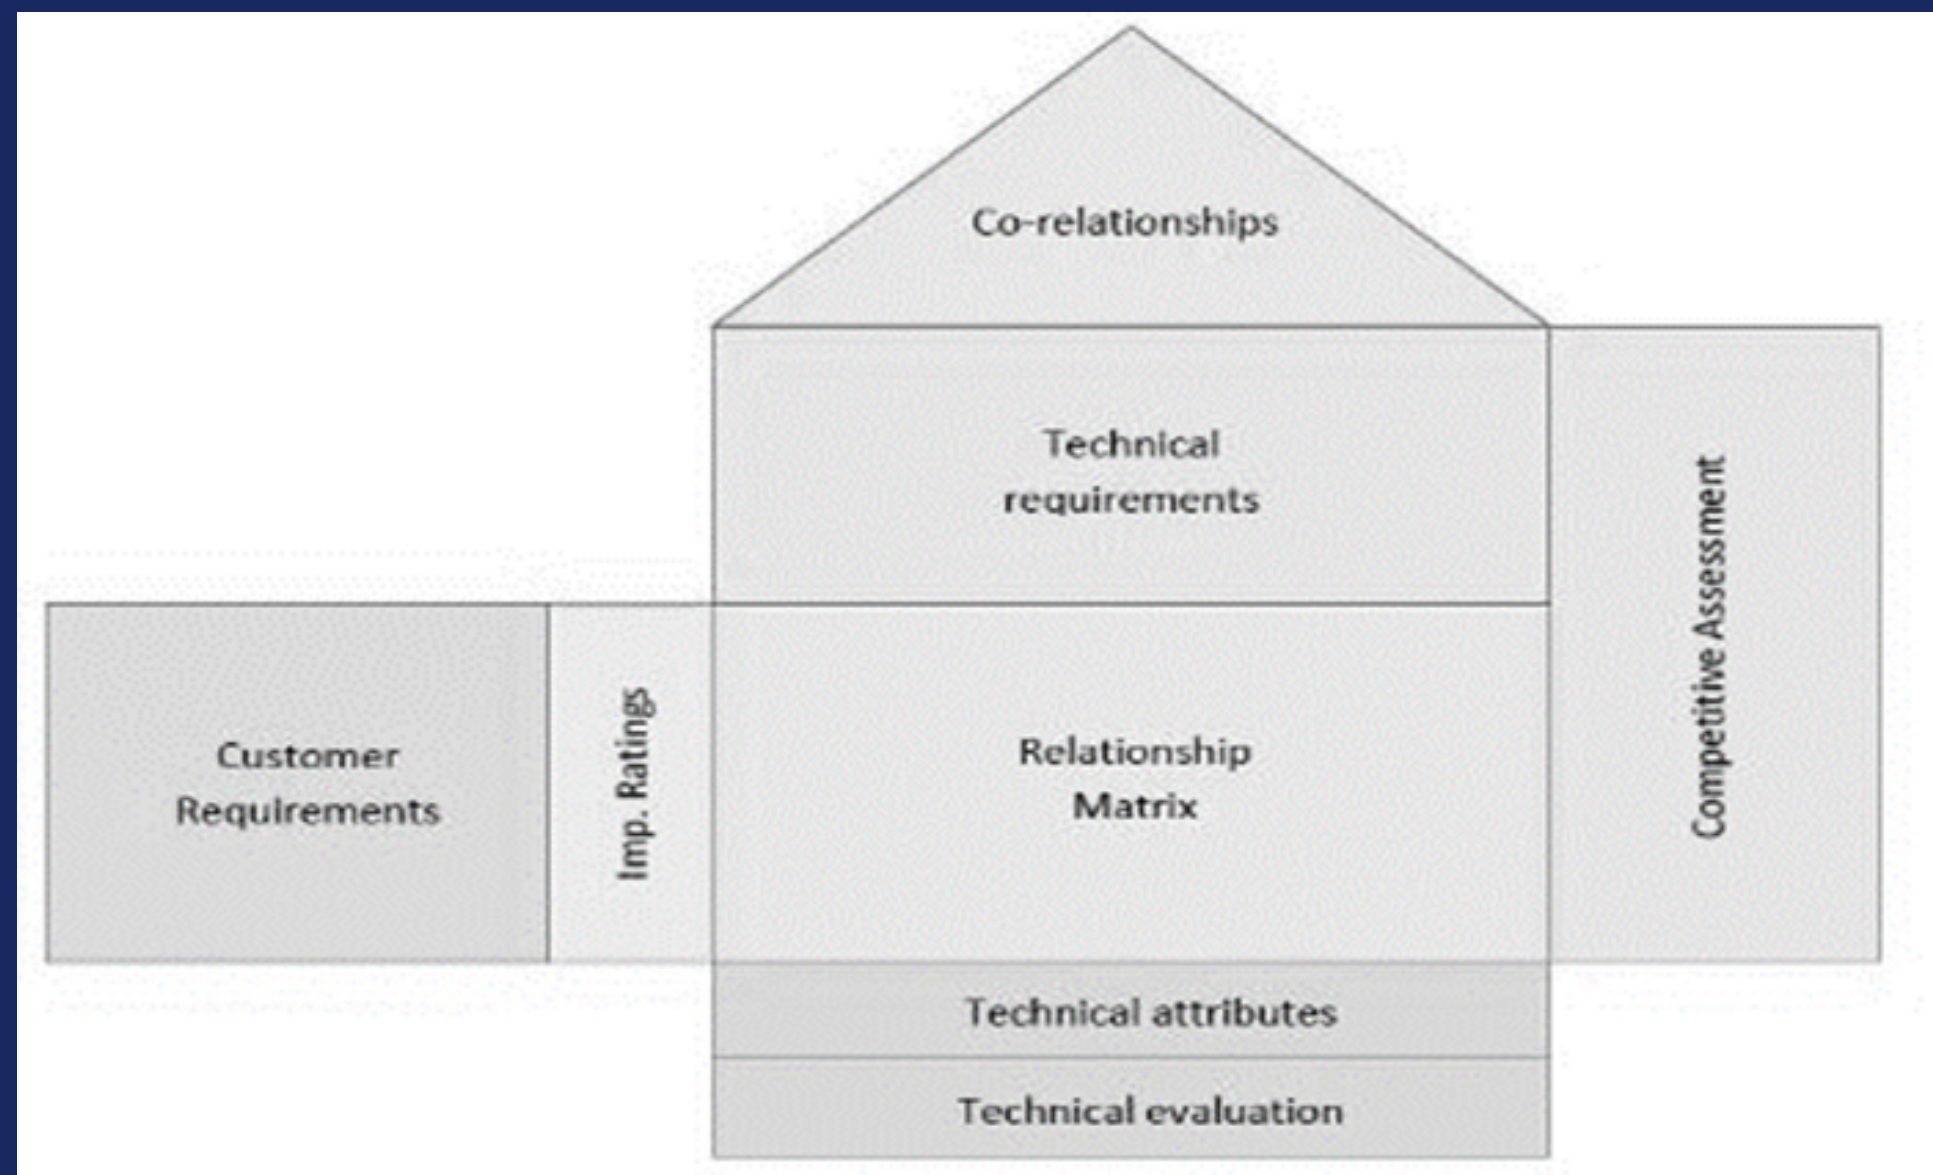 Co-relationships
Technical
requirements
Competitive Assessment
Customer
Requirements
Imp. Ratings
Relationship
Matrix
Technical attributes
Technical evaluation